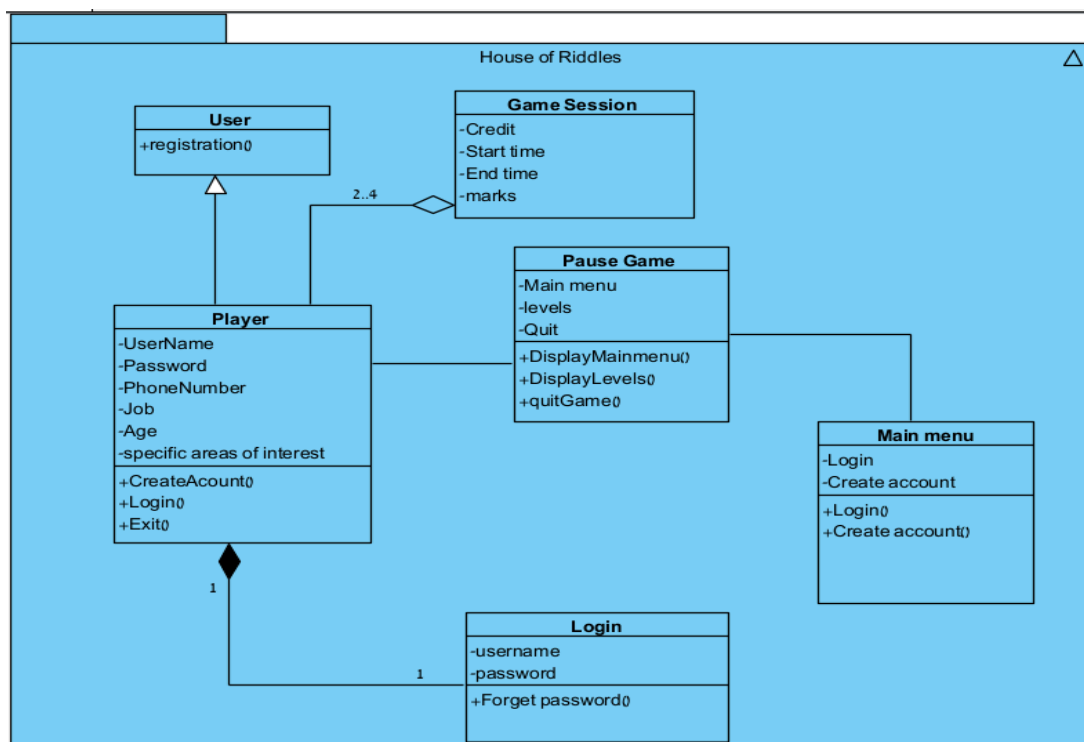 House of Riddles
User
+registration()
Game Session
-Credit
-Start time
-End time
-marks
2..4
Pause Game
-Main menu
-levels
-Quit
+DisplayMainmenu()
+DisplayLevels()
+quitGame()
Player
-UserName
-Password
-PhoneNumber
-Job
-Age
-specific areas of interest
+CreateAcount()
+Login()
+Exit()
Main menu
-Login
-Create account
+Login()
+Create account()
1
1
Login
-username
-password
+Forget password()